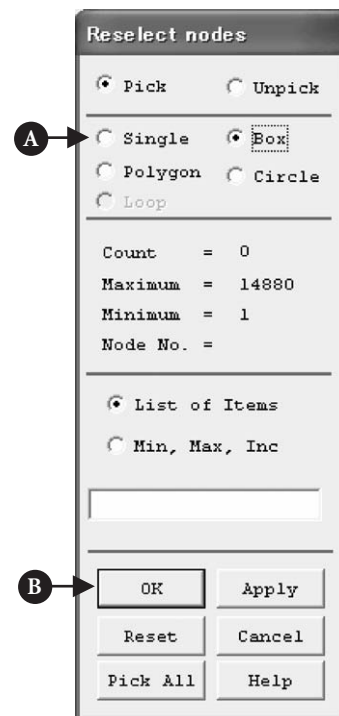 Reselect nodes
Pick Unpick
A Single Box
Polygon Circle
Loop
Count = 0
Maximum = 14880
Minimum = 1
Node No. =
List of Items
Min, Max, Inc
B OK Apply
Reset Cancel
Pick All Help